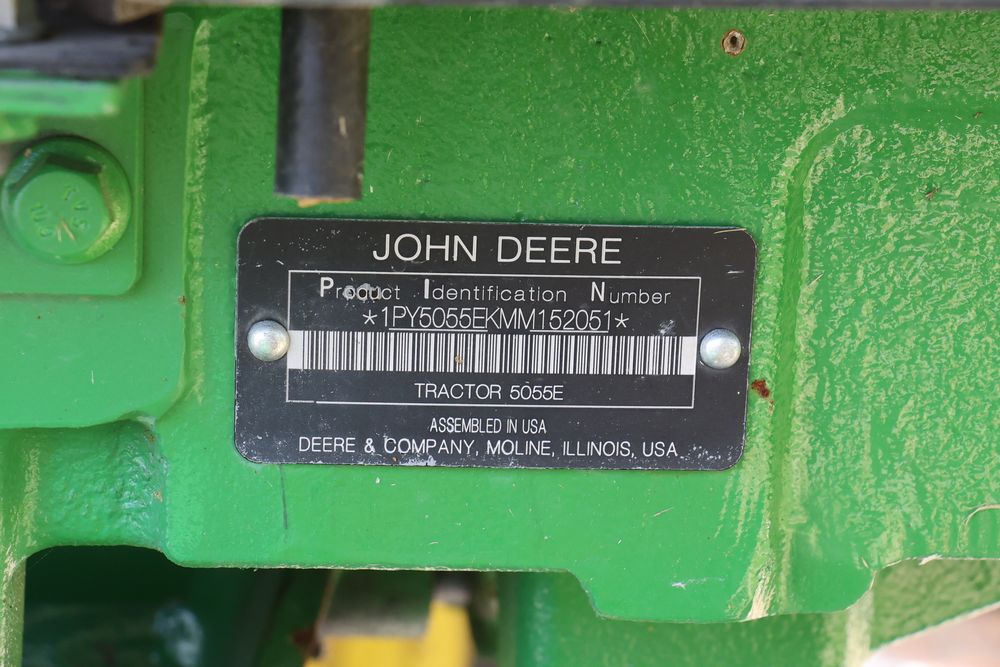 JOHN DEERE
Product Identification Number
*1PY5055EKMM152051*
TRACTOR 5055E
ASSEMBLED IN USA
DEERE & COMPANY, MOLINE, ILLINOIS, USA